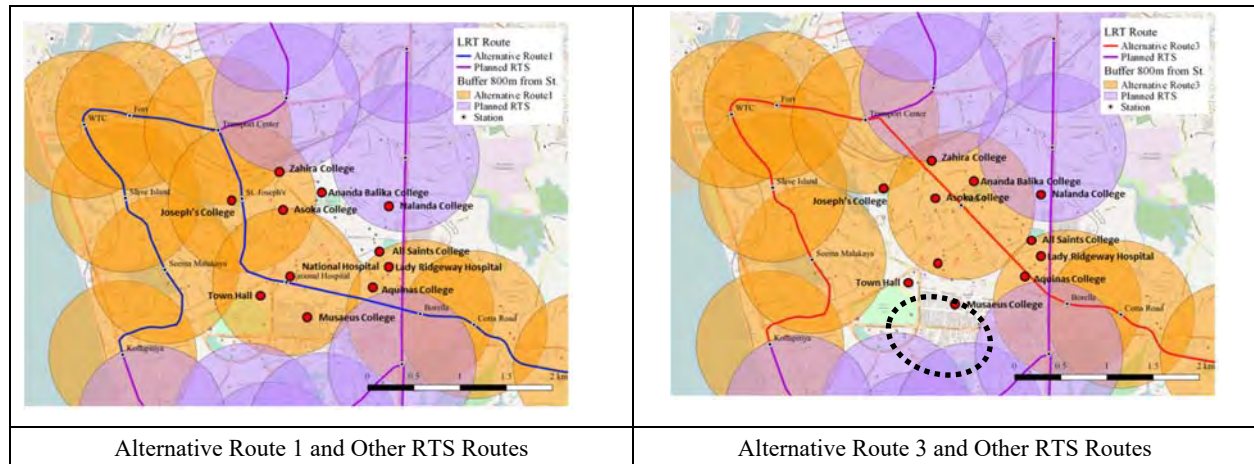 LRT Route
Alternative Route1
Planned RTS
Buffer 800m from St.
Alternative Route1
Planned RTS
Station
Fort
WTC
Transport Center
Zahira College
Slave Island
St. Joseph's
Ananda Balika College
Joseph's College
Asoka College
Nalanda College
All Saints College
Seema Malakaya
National Hospital
Lady Ridgeway Hospital
National Hospital
Town Hall
Aquinas College
Musaeus College
Borella
Cotta Road
Kollupitiya
0 0.5 1 2 km
Alternative Route 1 and Other RTS Routes
LRT Route
Alternative Route3
Planned RTS
Buffer 800m from St.
Alternative Route3
Planned RTS
Station
Fort
WTC
Transport Center
Zahira College
Slave Island
Ananda Balika College
Joseph's College
Asoka College
Nalanda College
All Saints College
Seema Malakaya
Lady Ridgeway Hospital
Town Hall
Aquinas College
Musaeus College
Borella
Cotta Road
Kollupitiya
0 0.5 1 2 km
Alternative Route 3 and Other RTS Routes